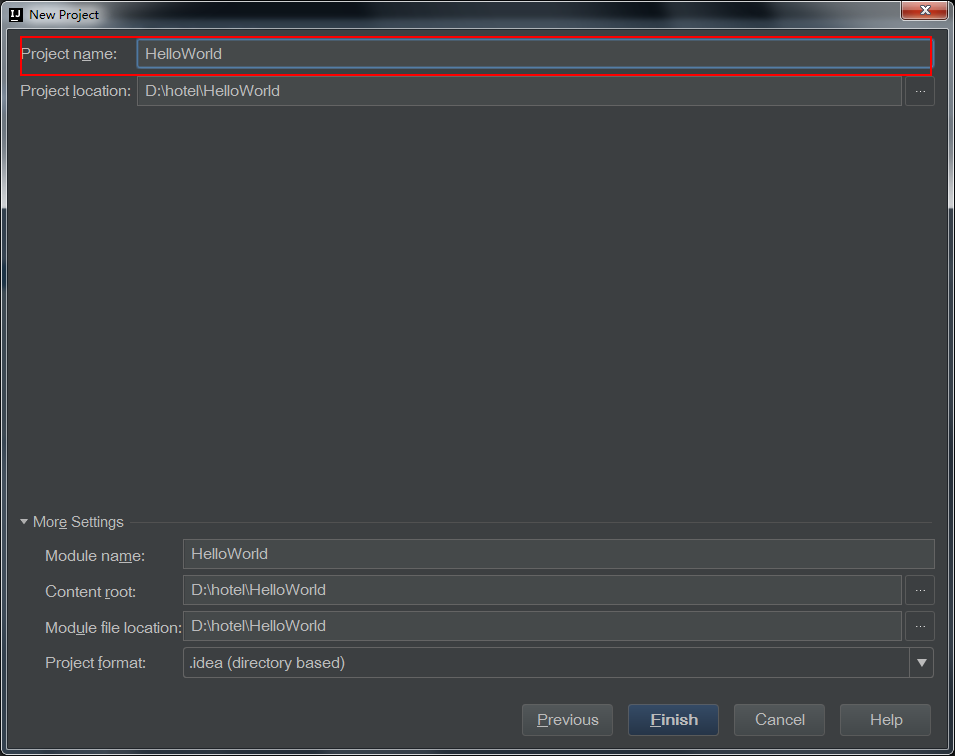 New Project
Project name: HelloWorld
Project location: D:\hotel\HelloWorld ...
More Settings
Module name: HelloWorld
Content root: D:\hotel\HelloWorld ...
Module file location: D:\hotel\HelloWorld ...
Project format: .idea (directory based)
Previous Finish Cancel Help